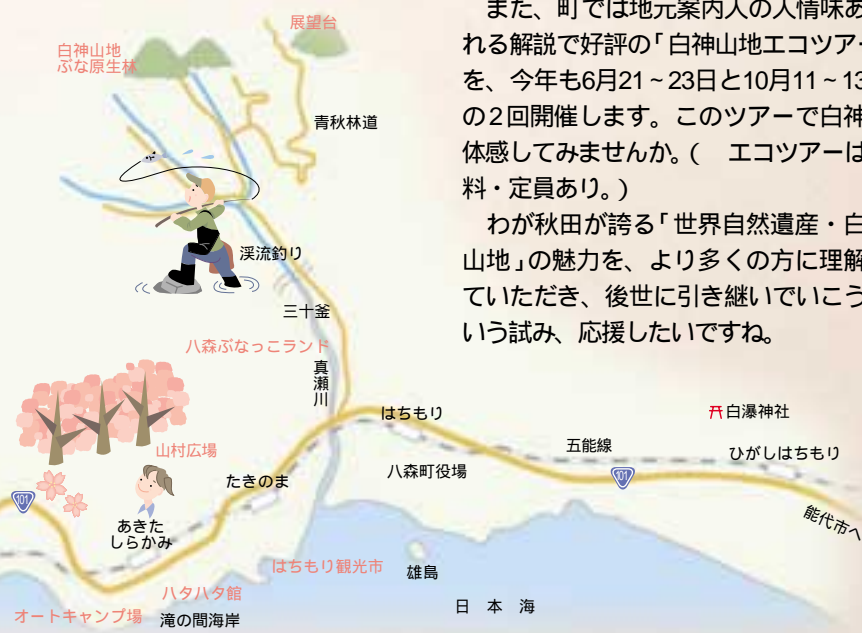 また、町では地元案内人の人情味あ
れる解説で好評の「白神山地エコツアー
を、今年も6月21～23日と10月11～13
の２回開催します。このツアーで白神
体感してみませんか。(　エコツアーは
料・定員あり。)
わが秋田が誇る「世界自然遺産・白
山地」の魅力を、より多くの方に理解
ていただき、後世に引き継いでいこう
いう試み、応援したいですね。
展望台
白神山地
ぶな原生林
青秋林道
渓流釣り
三十釜
八森ぶなっこランド
真瀬川
はちもり
白瀑神社
山村広場
八森町役場
五能線
ひがしはちもり
たきのま
101
101
あきた
しらかみ
能代市へ
はちもり観光市
雄島
ハタハタ館
オートキャンプ場
滝の間海岸
日 本 海